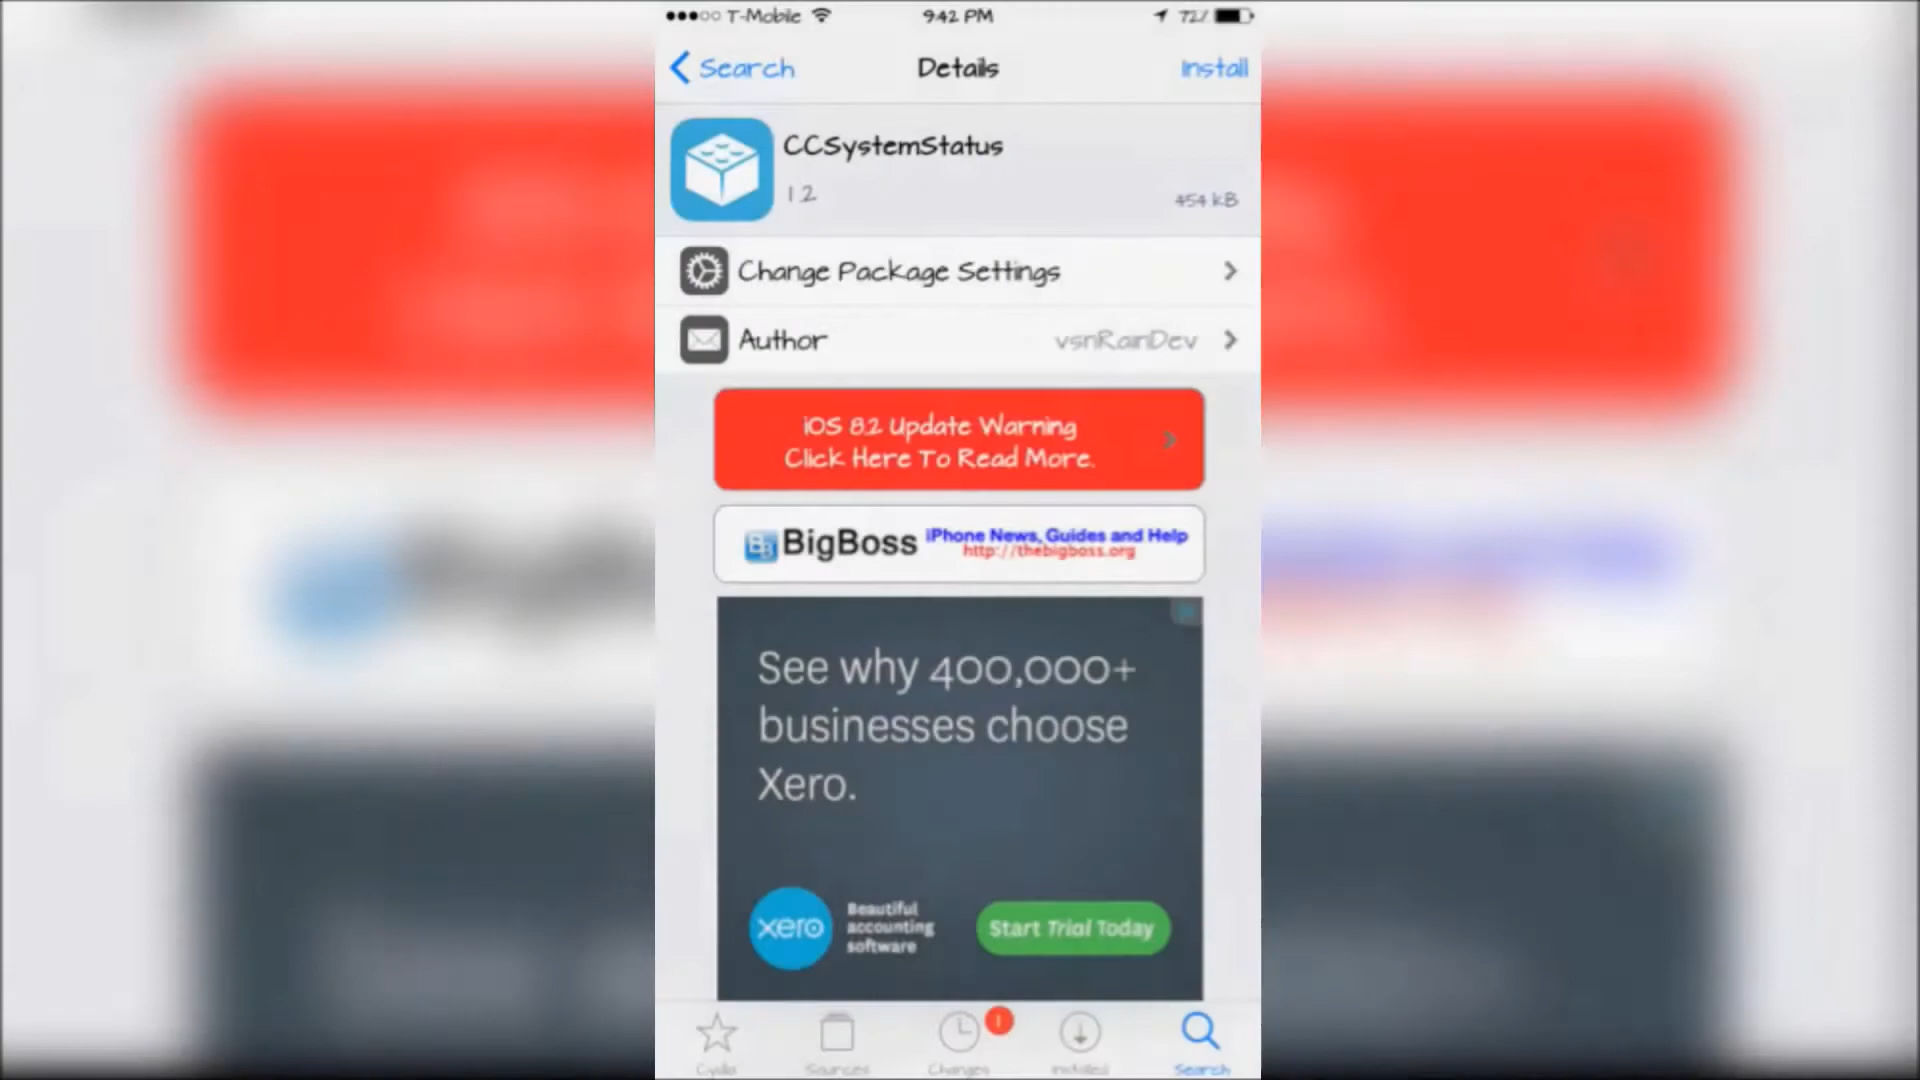 T-Mobile 9:42 PM 72%
Search Details Install
CCSystemStatus
1.2
454 kB
Change Package Settings
Author vsnRainDev
iOS 8.2 Update Warning
Click Here To Read More.
BigBoss iPhone News, Guides and Help
http://thebigboss.org
See why 400,000+
businesses choose
Xero.
xero Beautiful
accounting
software
Start Trial Today
1
Cydia Sources Changes Installed Search